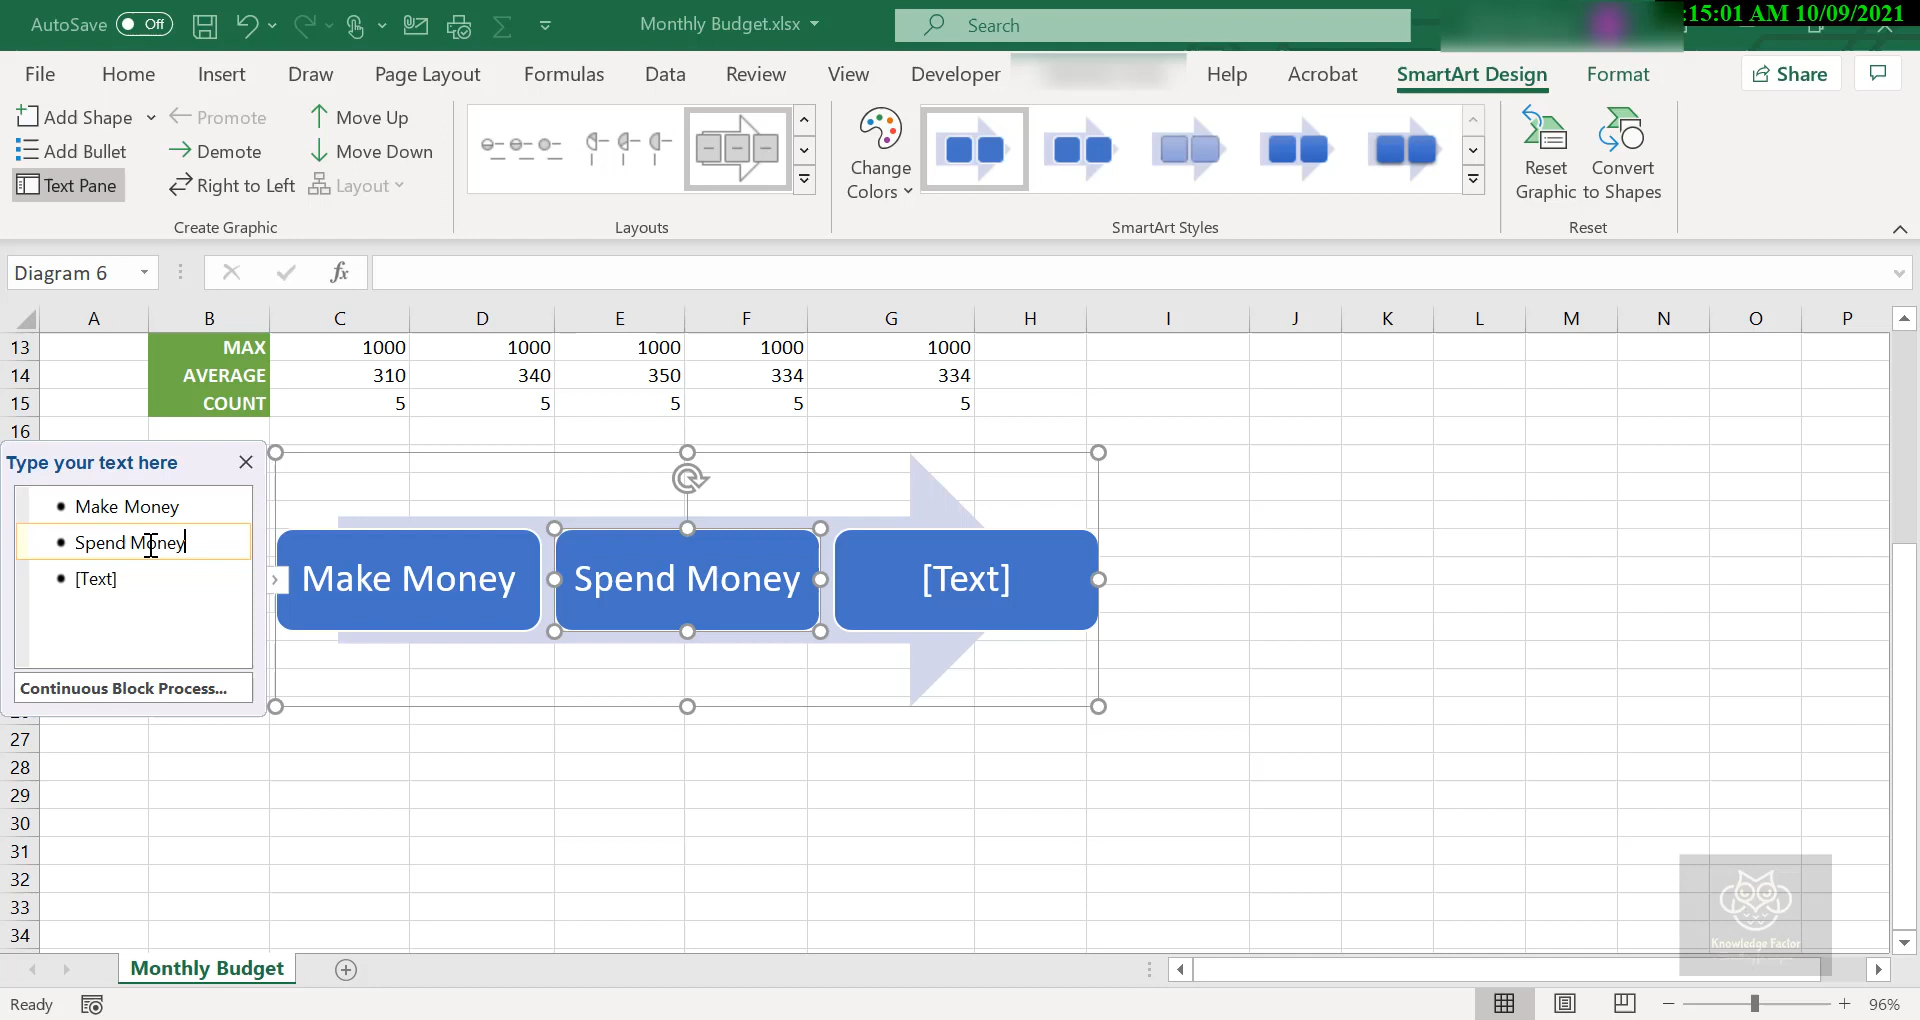 AutoSave Off Monthly Budget.xlsx Search :15:01 AM 10/09/2021
File Home Insert Draw Page Layout Formulas Data Review View Developer Help Acrobat SmartArt Design Format Share
Add Shape Promote Move Up
Add Bullet Demote Move Down
Text Pane Right to Left Layout
Change Colors
Reset Graphic
Convert to Shapes
Create Graphic Layouts SmartArt Styles Reset
Diagram 6 fx
A B C D E F G H I J K L M N O P
13 MAX 1000 1000 1000 1000 1000
14 AVERAGE 310 340 350 334 334
15 COUNT 5 5 5 5 5
16
Type your text here
Make Money
Spend Money
[Text]
Continuous Block Process...
Make Money Spend Money [Text]
27
28
29
30
31
32
33
34
Knowledge Factor
Monthly Budget
Ready 96%